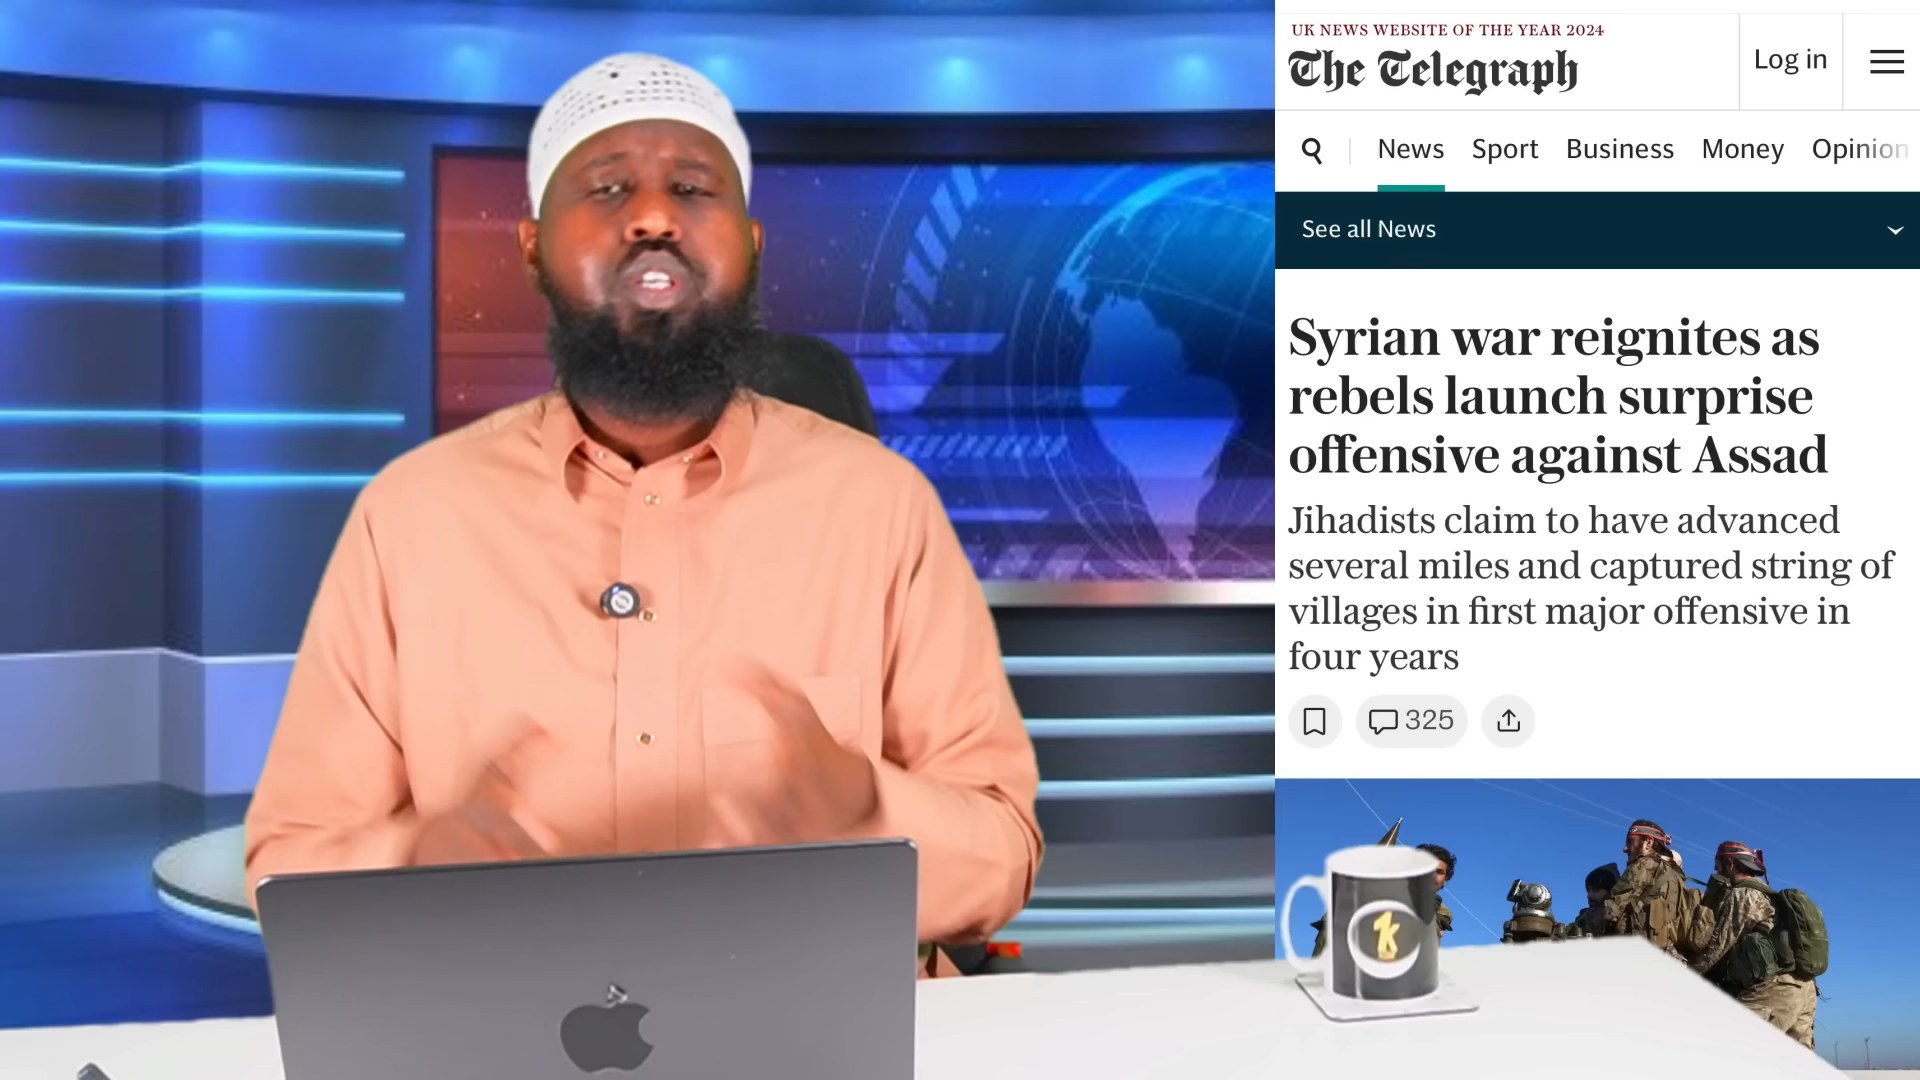 UK NEWS WEBSITE OF THE YEAR 2024
The Telegraph
Log in
News Sport Business Money Opinion
See all News
Syrian war reignites as
rebels launch surprise
offensive against Assad
Jihadists claim to have advanced
several miles and captured string of
villages in first major offensive in
four years
325
1k